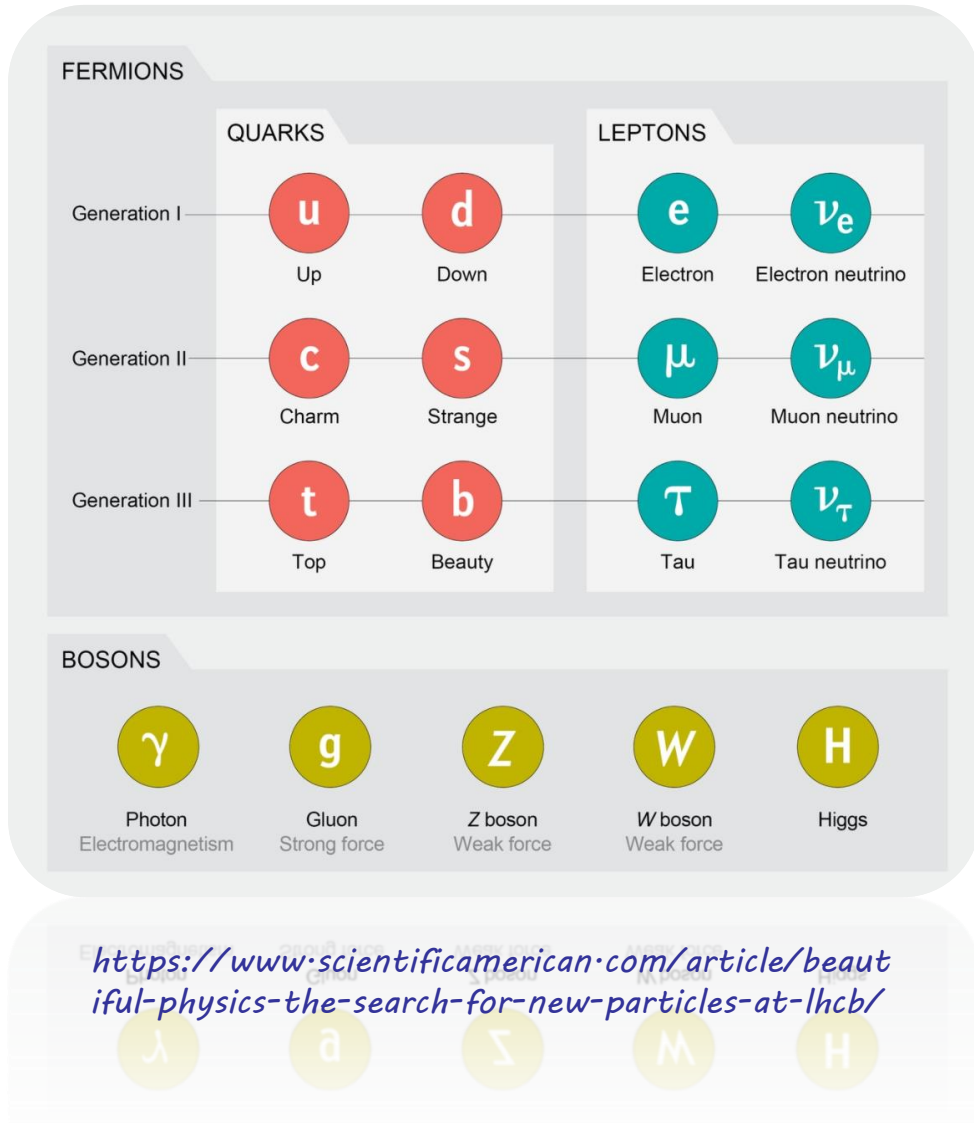 FERMIONS
QUARKS LEPTONS
Generation I u d e νe
Up Down Electron Electron neutrino
Generation II c s μ νμ
Charm Strange Muon Muon neutrino
Generation III t b τ ντ
Top Beauty Tau Tau neutrino
BOSONS
γ g Z W H
Photon Gluon Z boson W boson Higgs
Electromagnetism Strong force Weak force Weak force
https://www.scientificamerican.com/article/beaut
iful-physics-the-search-for-new-particles-at-lhcb/